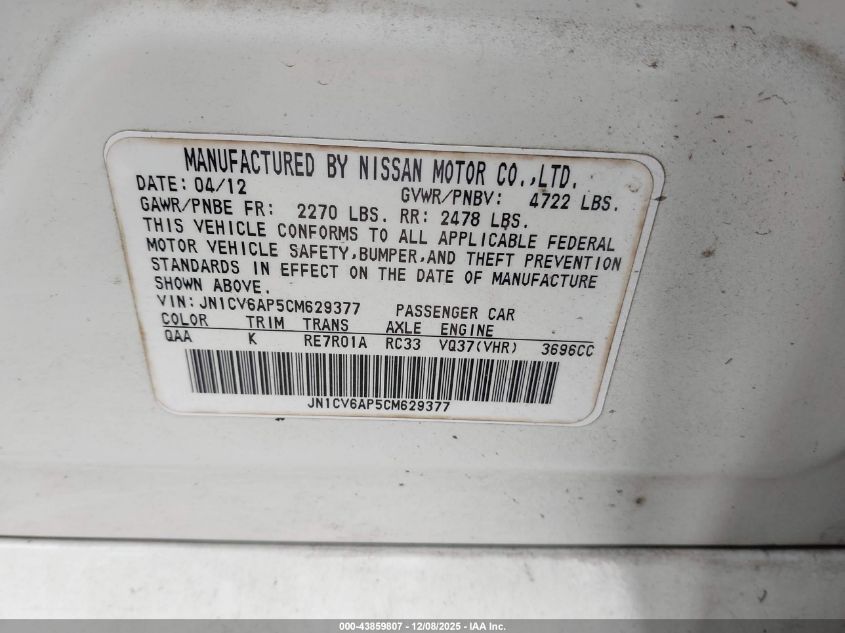 MANUFACTURED BY NISSAN MOTOR CO.,LTD.
DATE: 04/12 GVWR/PNBV: 4722 LBS.
GAWR/PNBE FR: 2270 LBS. RR: 2478 LBS.
THIS VEHICLE CONFORMS TO ALL APPLICABLE FEDERAL
MOTOR VEHICLE SAFETY,BUMPER,AND THEFT PREVENTION
STANDARDS IN EFFECT ON THE DATE OF MANUFACTURE
SHOWN ABOVE.
VIN:JN1CV6AP5CM629377 PASSENGER CAR
COLOR TRIM TRANS AXLE ENGINE
QAA K RE7R01A RC33 VQ37(VHR) 3696CC
JN1CV6AP5CM629377
000-43859807 - 12/08/2025 - IAA Inc.